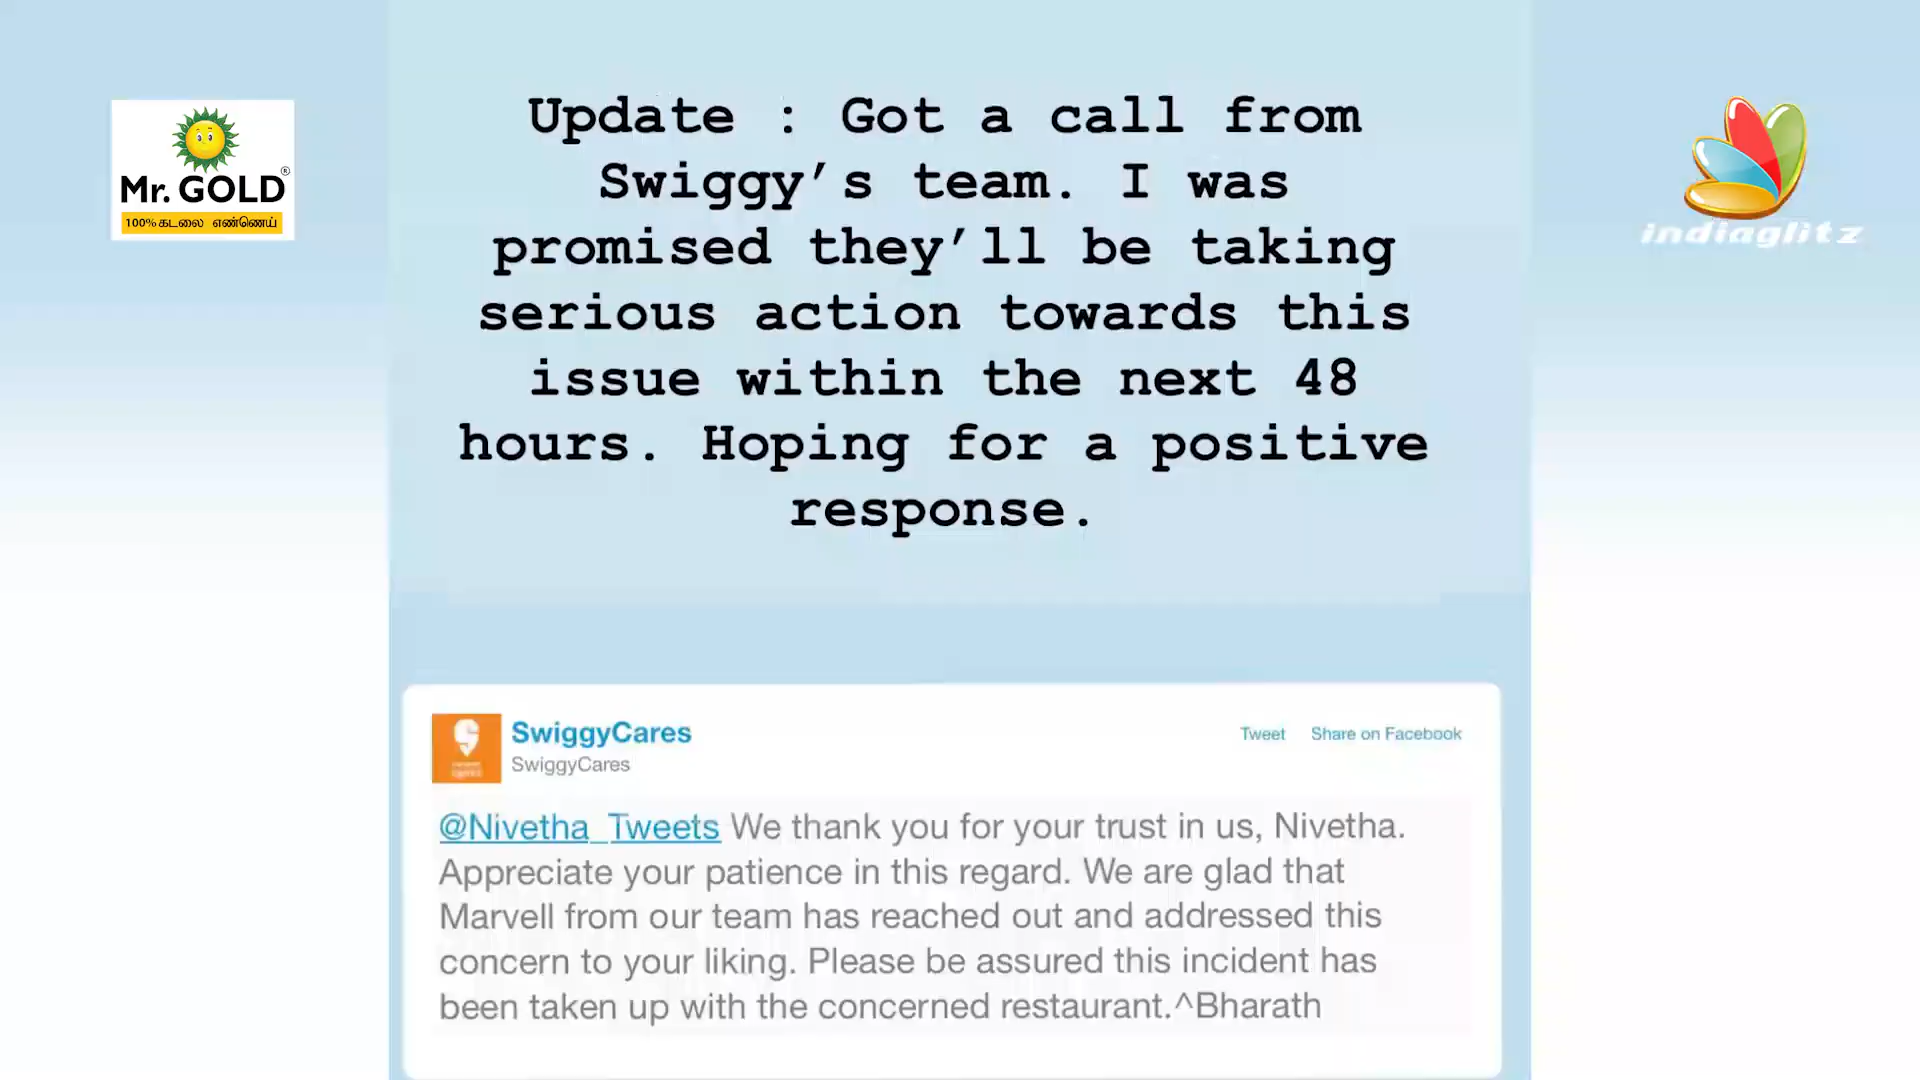 Update : Got a call from
Swiggy’s team. I was
promised they’ll be taking
serious action towards this
issue within the next 48
hours. Hoping for a positive
response.
Mr. GOLD®
100% கடலை எண்ணெய்
indiaglitz
SwiggyCares
SwiggyCares
Tweet Share on Facebook
@Nivetha_Tweets We thank you for your trust in us, Nivetha.
Appreciate your patience in this regard. We are glad that
Marvell from our team has reached out and addressed this
concern to your liking. Please be assured this incident has
been taken up with the concerned restaurant.^Bharath